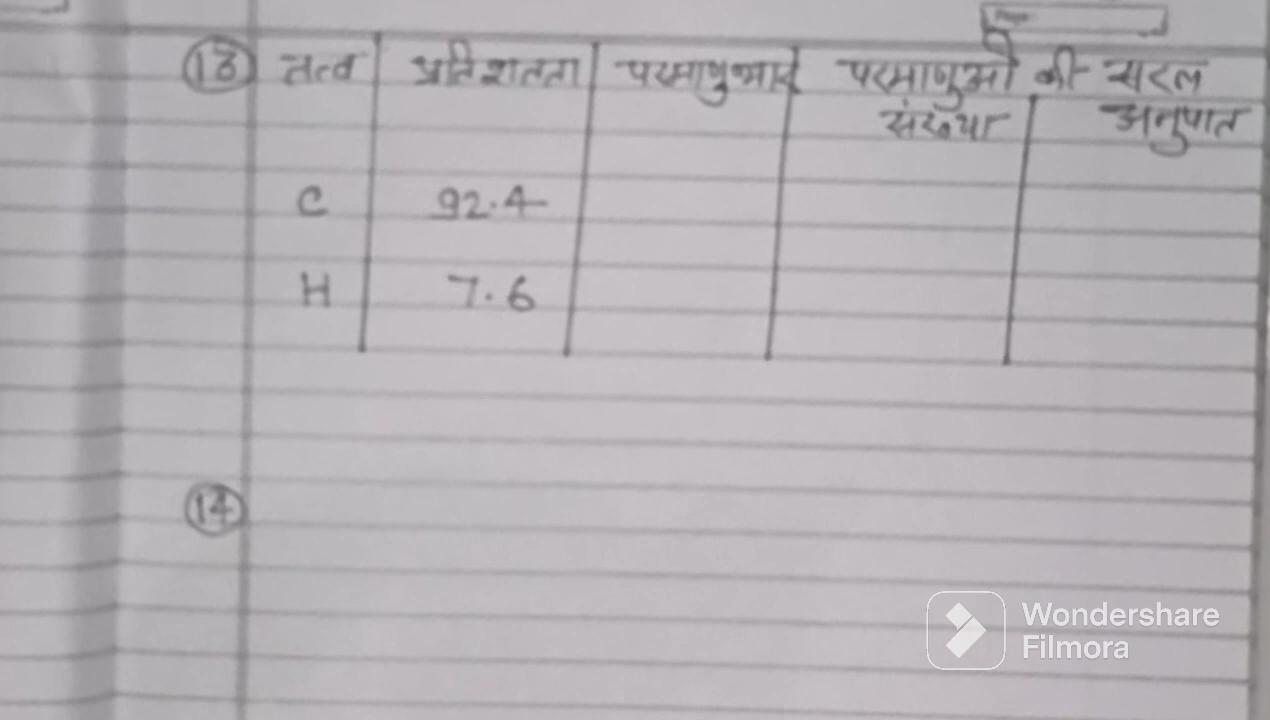 13 तत्व प्रतिशतता परमाणुभार परमाणुओं की सरल
संख्या अनुपात
C 92.4
H 7.6
14
Wondershare
Filmora